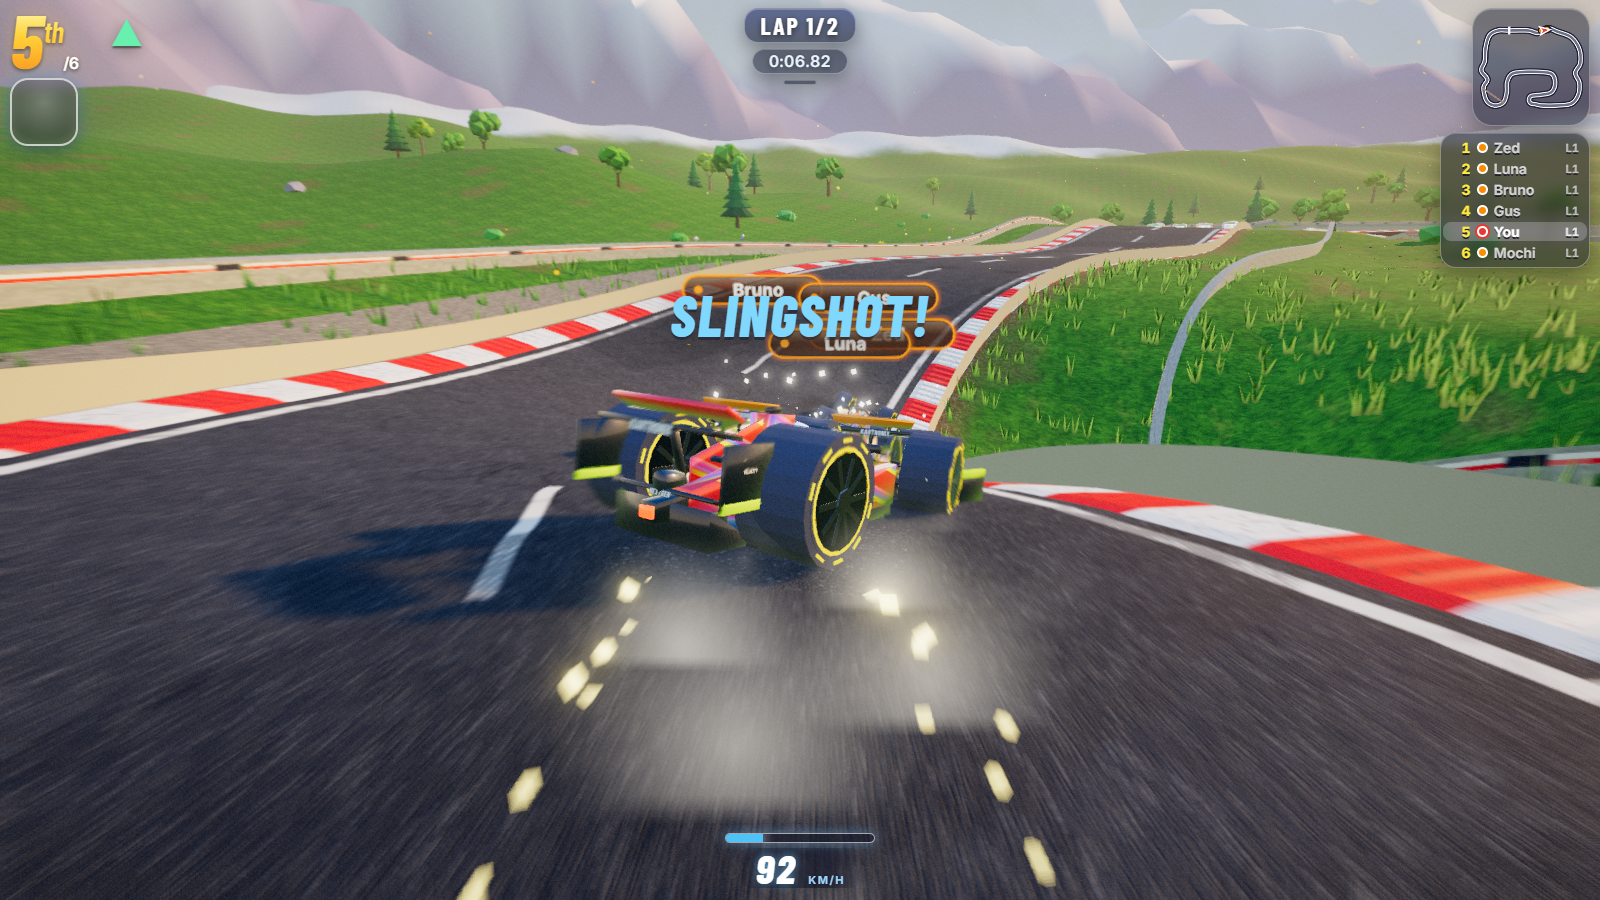 5th
/6
LAP 1/2
0:06.82
1 Zed L1
2 Luna L1
3 Bruno L1
4 Gus L1
5 You L1
6 Mochi L1
Bruno
Gus
SLINGSHOT!
Luna
92 KM/H